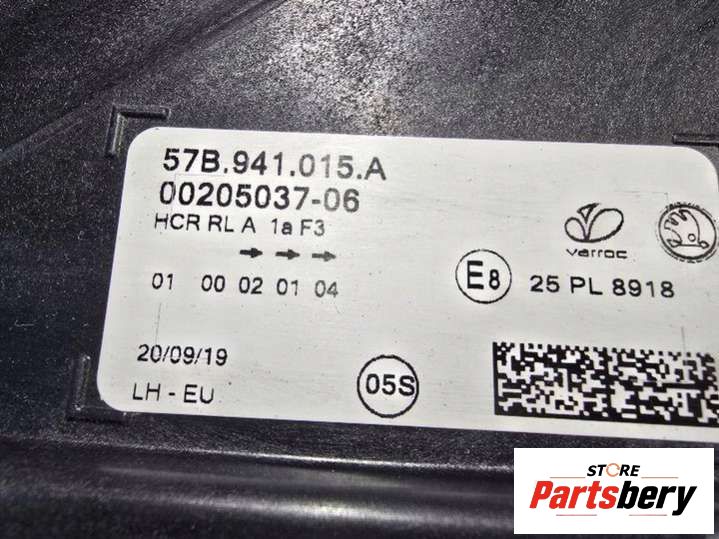 57B.941.015.A
00205037-06
HCR RL A 1a F3
01 00 02 01 04
varroc
E8 25 PL 8918
20/09/19
LH - EU
05S
STORE
Partsbery